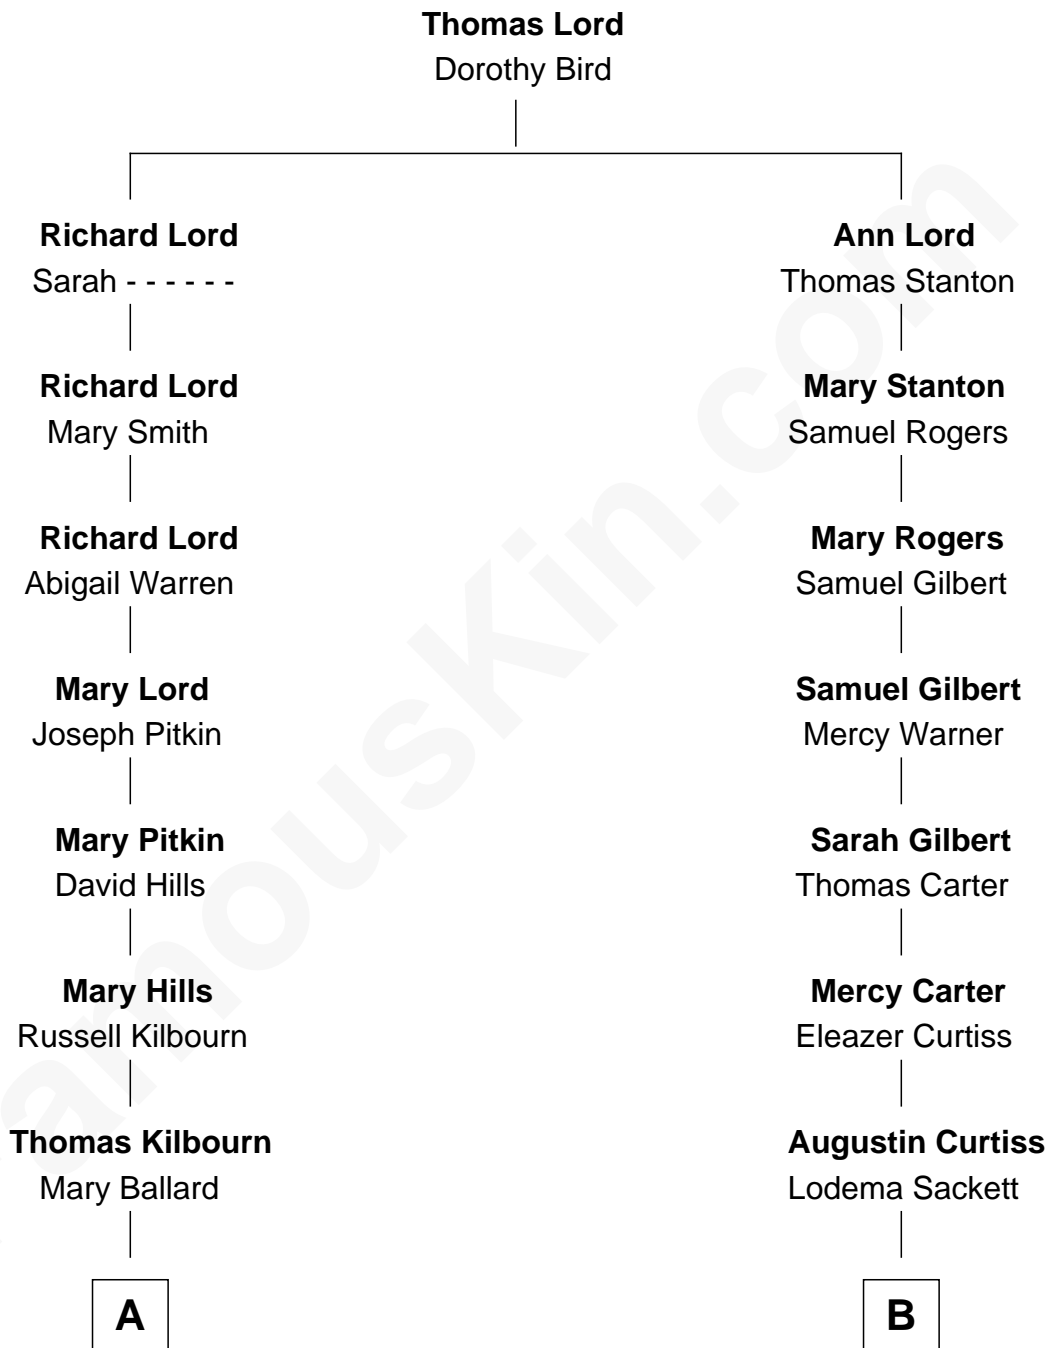 Thomas Lord
Dorothy Bird
Richard Lord
Sarah - - - - - -
Ann Lord
Thomas Stanton
Richard Lord
Mary Smith
Mary Stanton
Samuel Rogers
Richard Lord
Abigail Warren
Mary Rogers
Samuel Gilbert
Mary Lord
Joseph Pitkin
Samuel Gilbert
Mercy Warner
Mary Pitkin
David Hills
Sarah Gilbert
Thomas Carter
Mary Hills
Russell Kilbourn
Mercy Carter
Eleazer Curtiss
Thomas Kilbourn
Mary Ballard
Augustin Curtiss
Lodema Sackett
A
B
amousKin.com